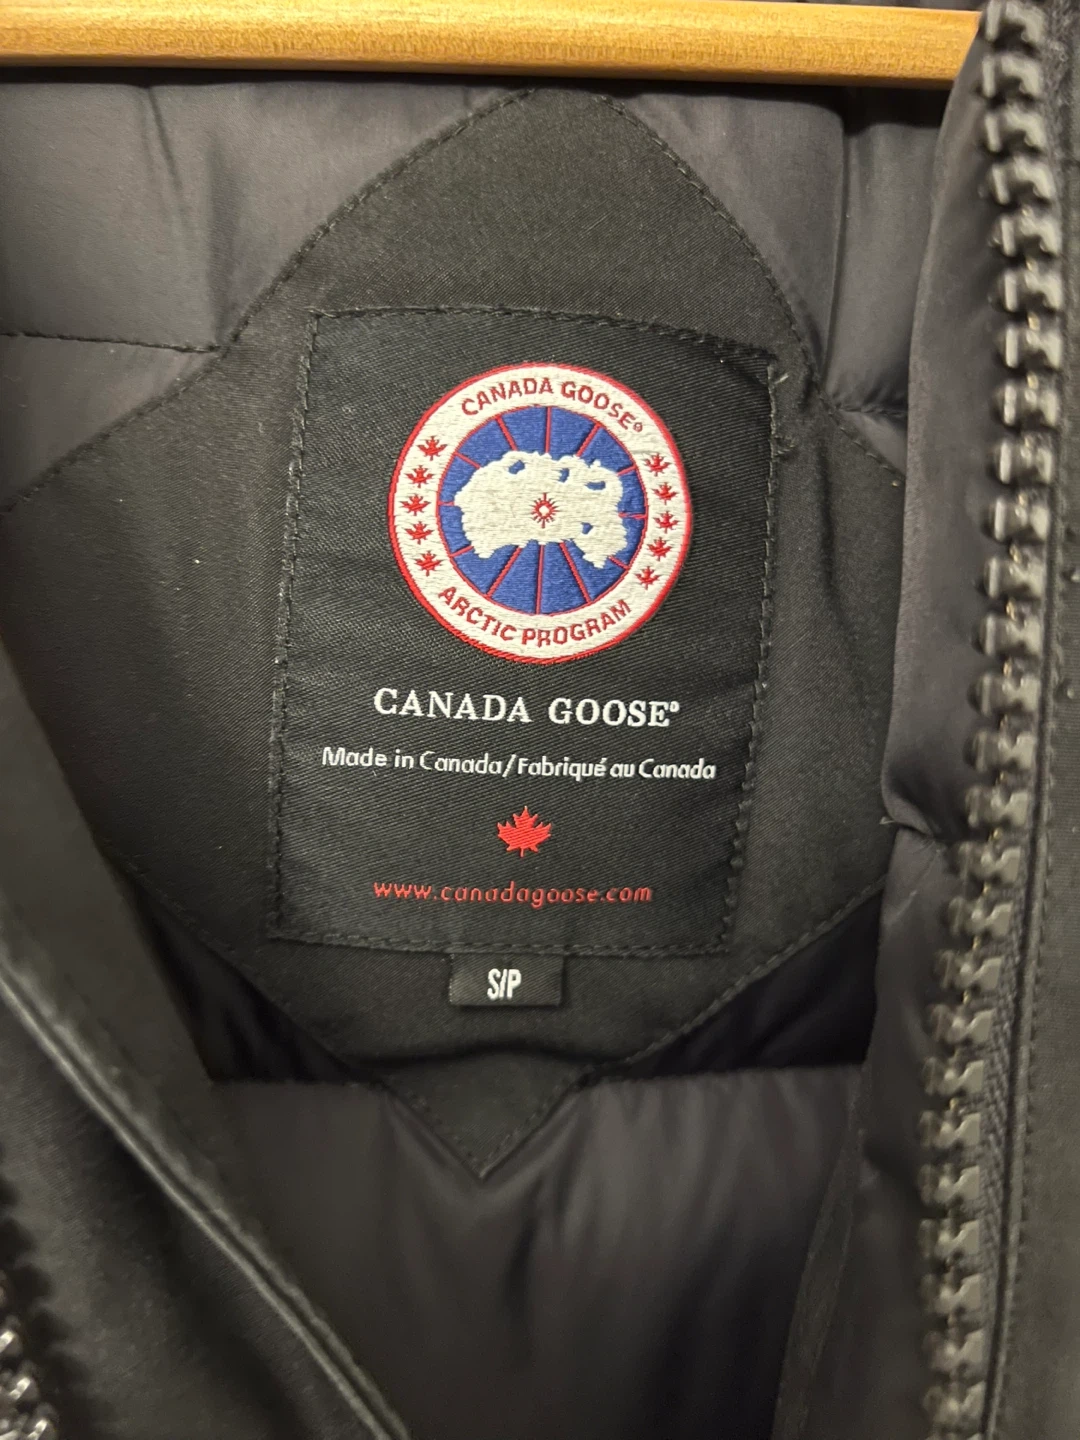 CANADA GOOSE®
ARCTIC PROGRAM
CANADA GOOSE®
Made in Canada/Fabriqué au Canada
www.canadagoose.com
S/P